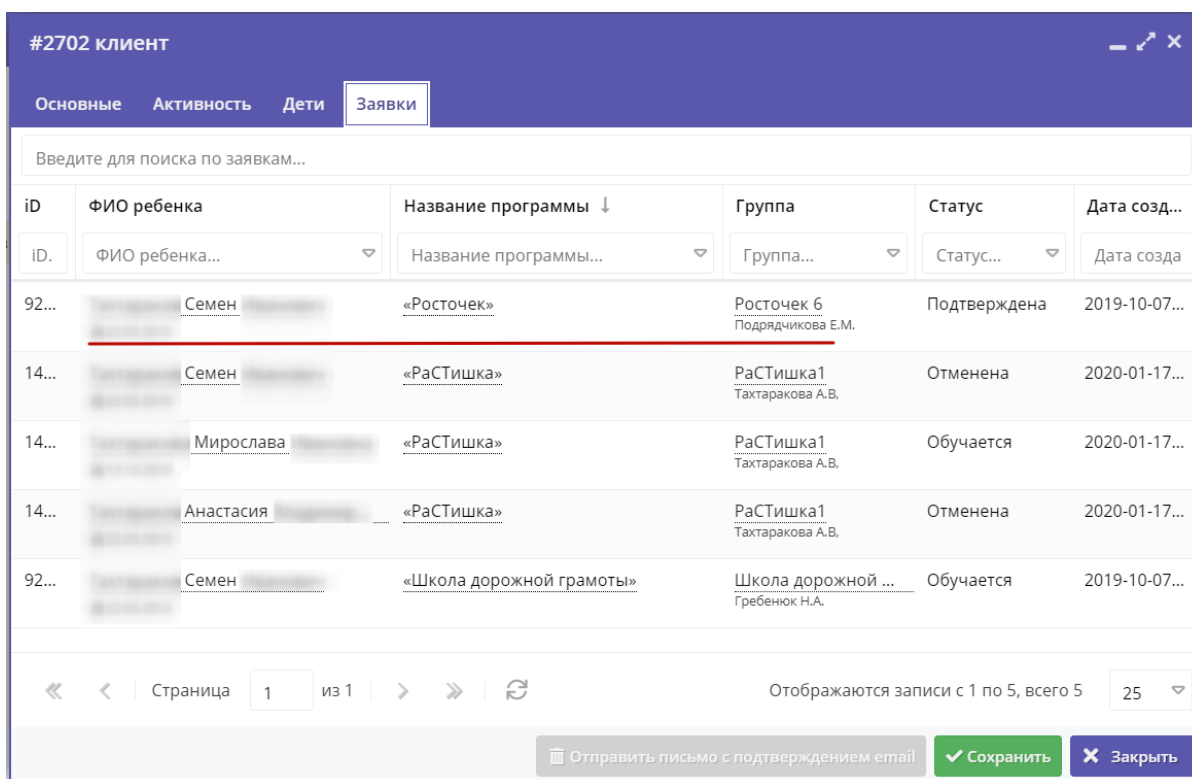 #2702 клиент
Основные Активность Дети Заявки
Введите для поиска по заявкам...
iD ФИО ребенка Название программы Группа Статус Дата созд...
iD. ФИО ребенка... Название программы... Группа... Статус... Дата созда
92... Семен «Росточек» Росточек 6 Подтверждена 2019-10-07...
Подрядчикова Е.М.
14... Семен «РаСТишка» РаСТишка1 Отменена 2020-01-17...
Тахтаракова А.В,
14... Мирослава «РаСТишка» РаСТишка1 Обучается 2020-01-17...
Тахтаракова А.В,
14... Анастасия «РаСТишка» РаСТишка1 Отменена 2020-01-17...
Тахтаракова А.В,
92... Семен «Школа дорожной грамоты» Школа дорожной ... Обучается 2019-10-07...
Гребенюк Н.А.
Страница 1 из 1 Отображаются записи с 1 по 5, всего 5 25
Отправить письмо с подтверждением email Сохранить Закрыть